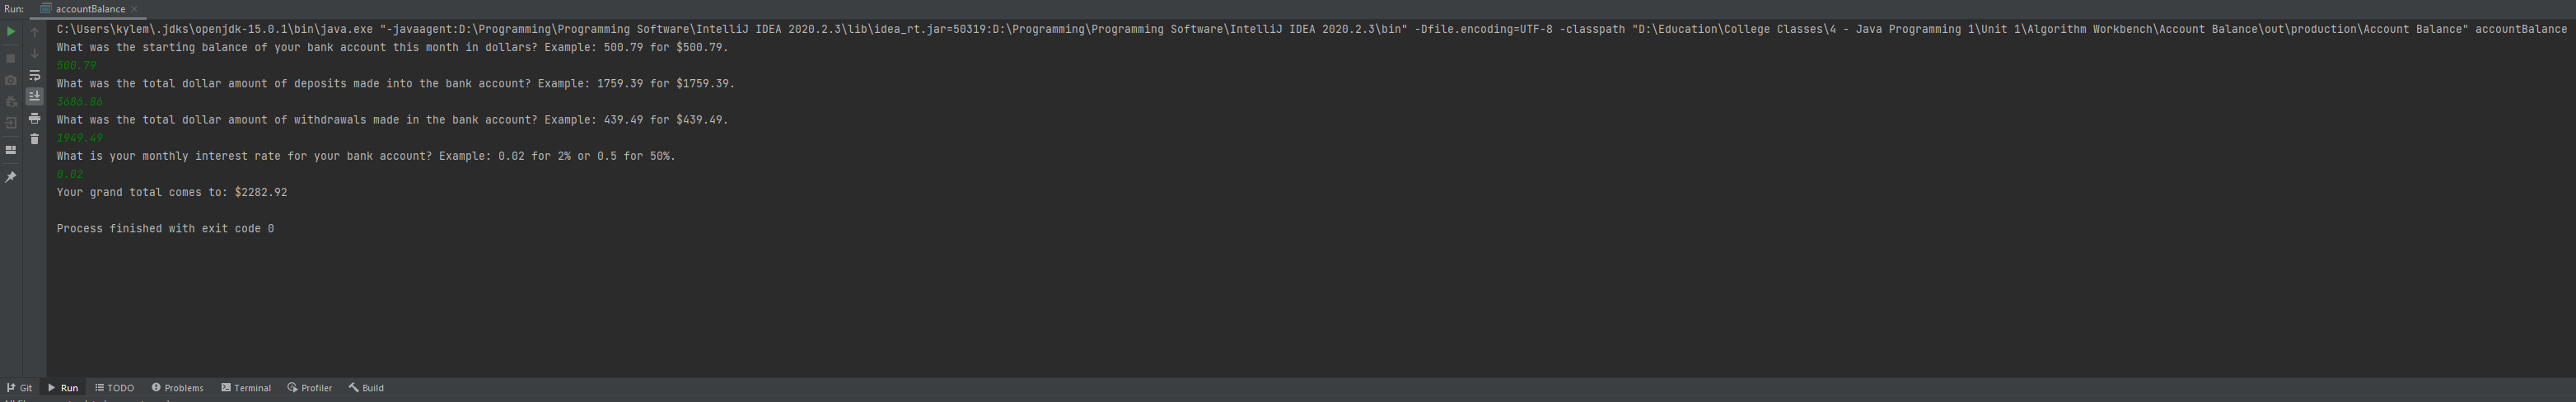 Run: accountBalance
C:\Users\kylem\.jdks\openjdk-15.0.1\bin\java.exe "-javaagent:D:\Programming\Programming Software\IntelliJ IDEA 2020.2.3\lib\idea_rt.jar=50319:D:\Programming\Programming Software\IntelliJ IDEA 2020.2.3\bin" -Dfile.encoding=UTF-8 -classpath "D:\Education\College Classes\4 - Java Programming 1\Unit 1\Algorithm Workbench\Account Balance\out\production\Account Balance" accountBalance
What was the starting balance of your bank account this month in dollars? Example: 500.79 for $500.79.
500.79
What was the total dollar amount of deposits made into the bank account? Example: 1759.39 for $1759.39.
3686.86
What was the total dollar amount of withdrawals made in the bank account? Example: 439.49 for $439.49.
1949.49
What is your monthly interest rate for your bank account? Example: 0.02 for 2% or 0.5 for 50%.
0.02
Your grand total comes to: $2282.92
Process finished with exit code 0
Git Run TODO Problems Terminal Profiler Build